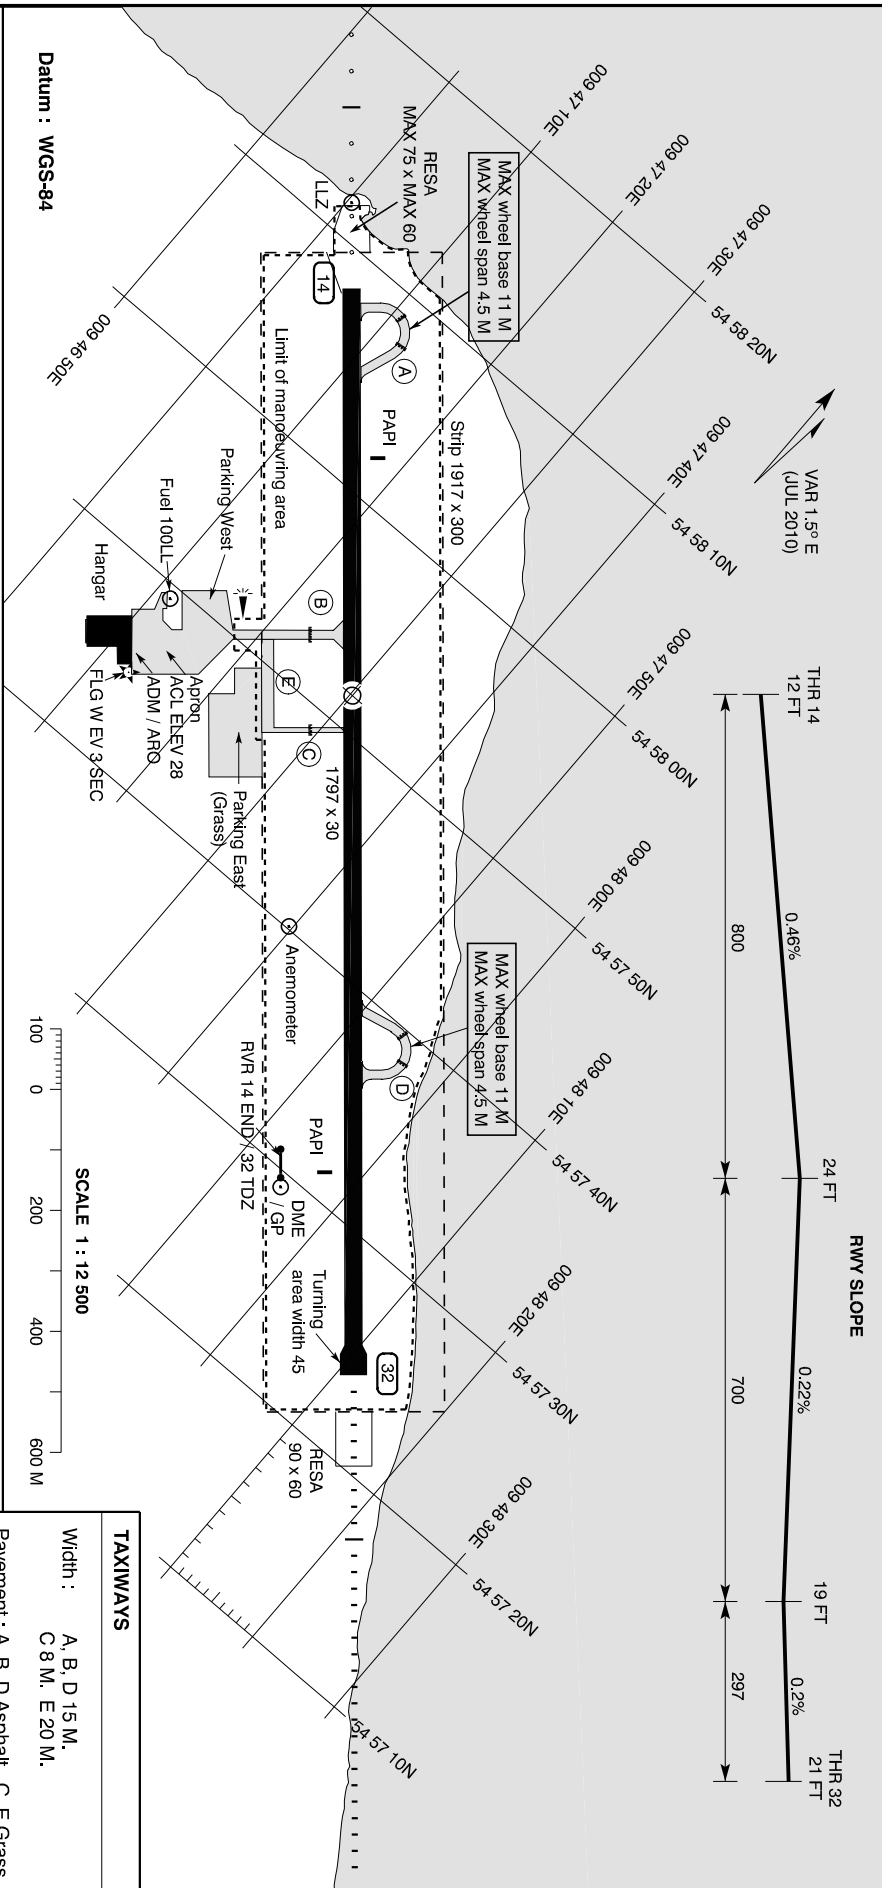 RWY SLOPE
THR 14
12 FT
0.46%
24 FT
0.22%
19 FT
0.2%
THR 32
21 FT
800
700
297
VAR 1.5° E
(JUL 2010)
009 47 10E
009 47 20E
009 47 30E
54 58 20N
009 47 40E
54 58 10N
009 47 50E
54 58 00N
009 48 00E
54 57 50N
009 48 10E
54 57 40N
009 48 20E
54 57 30N
009 48 30E
54 57 20N
54 57 10N
009 46 50E
MAX wheel base 11 M
MAX wheel span 4.5 M
MAX wheel base 11 M
MAX wheel span 4.5 M
RESA
MAX 75 x MAX 60
LLZ
14
A
PAPI
Strip 1917 x 300
Limit of manoeuvring area
Parking West
Fuel 100LL
Hangar
B
E
C
1797 x 30
Apron
ACL ELEV 28
ADM / ARO
FLG W EV 3 SEC
Parking East
(Grass)
Anemometer
D
RVR 14 END / 32 TDZ
PAPI
DME
/ GP
Turning
area width 45
32
RESA
90 x 60
Datum : WGS-84
100 0 200 400 600 M
SCALE 1 : 12 500
TAXIWAYS
Width : A, B, D 15 M.
C 8 M. E 20 M.
Pavement : A, B, D Asphalt C, E Grass